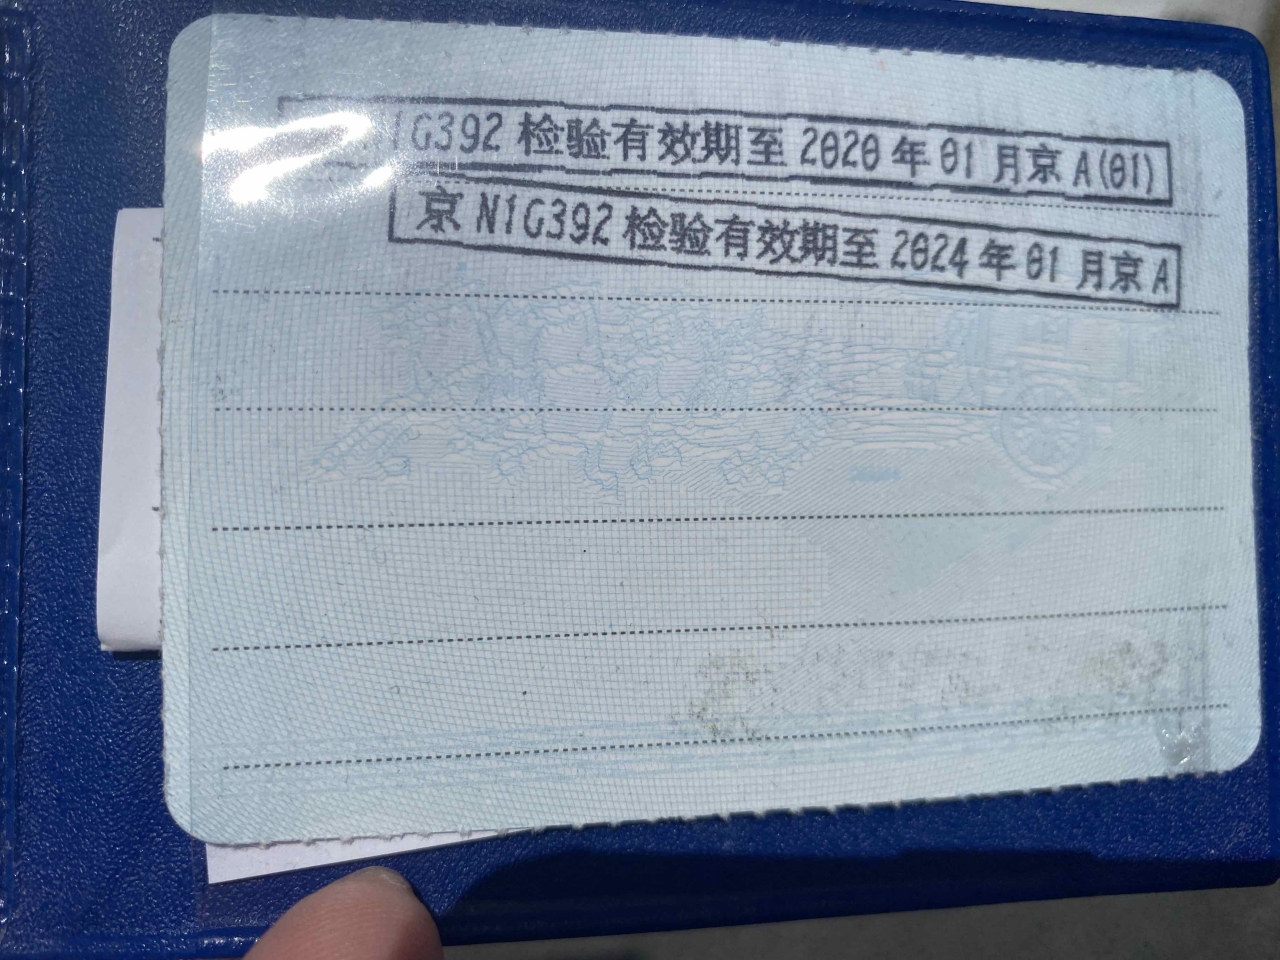 1G392 检验有效期至 2020 年 01 月京 A(01)
京 N1G392 检验有效期至 2024 年 01 月京 A